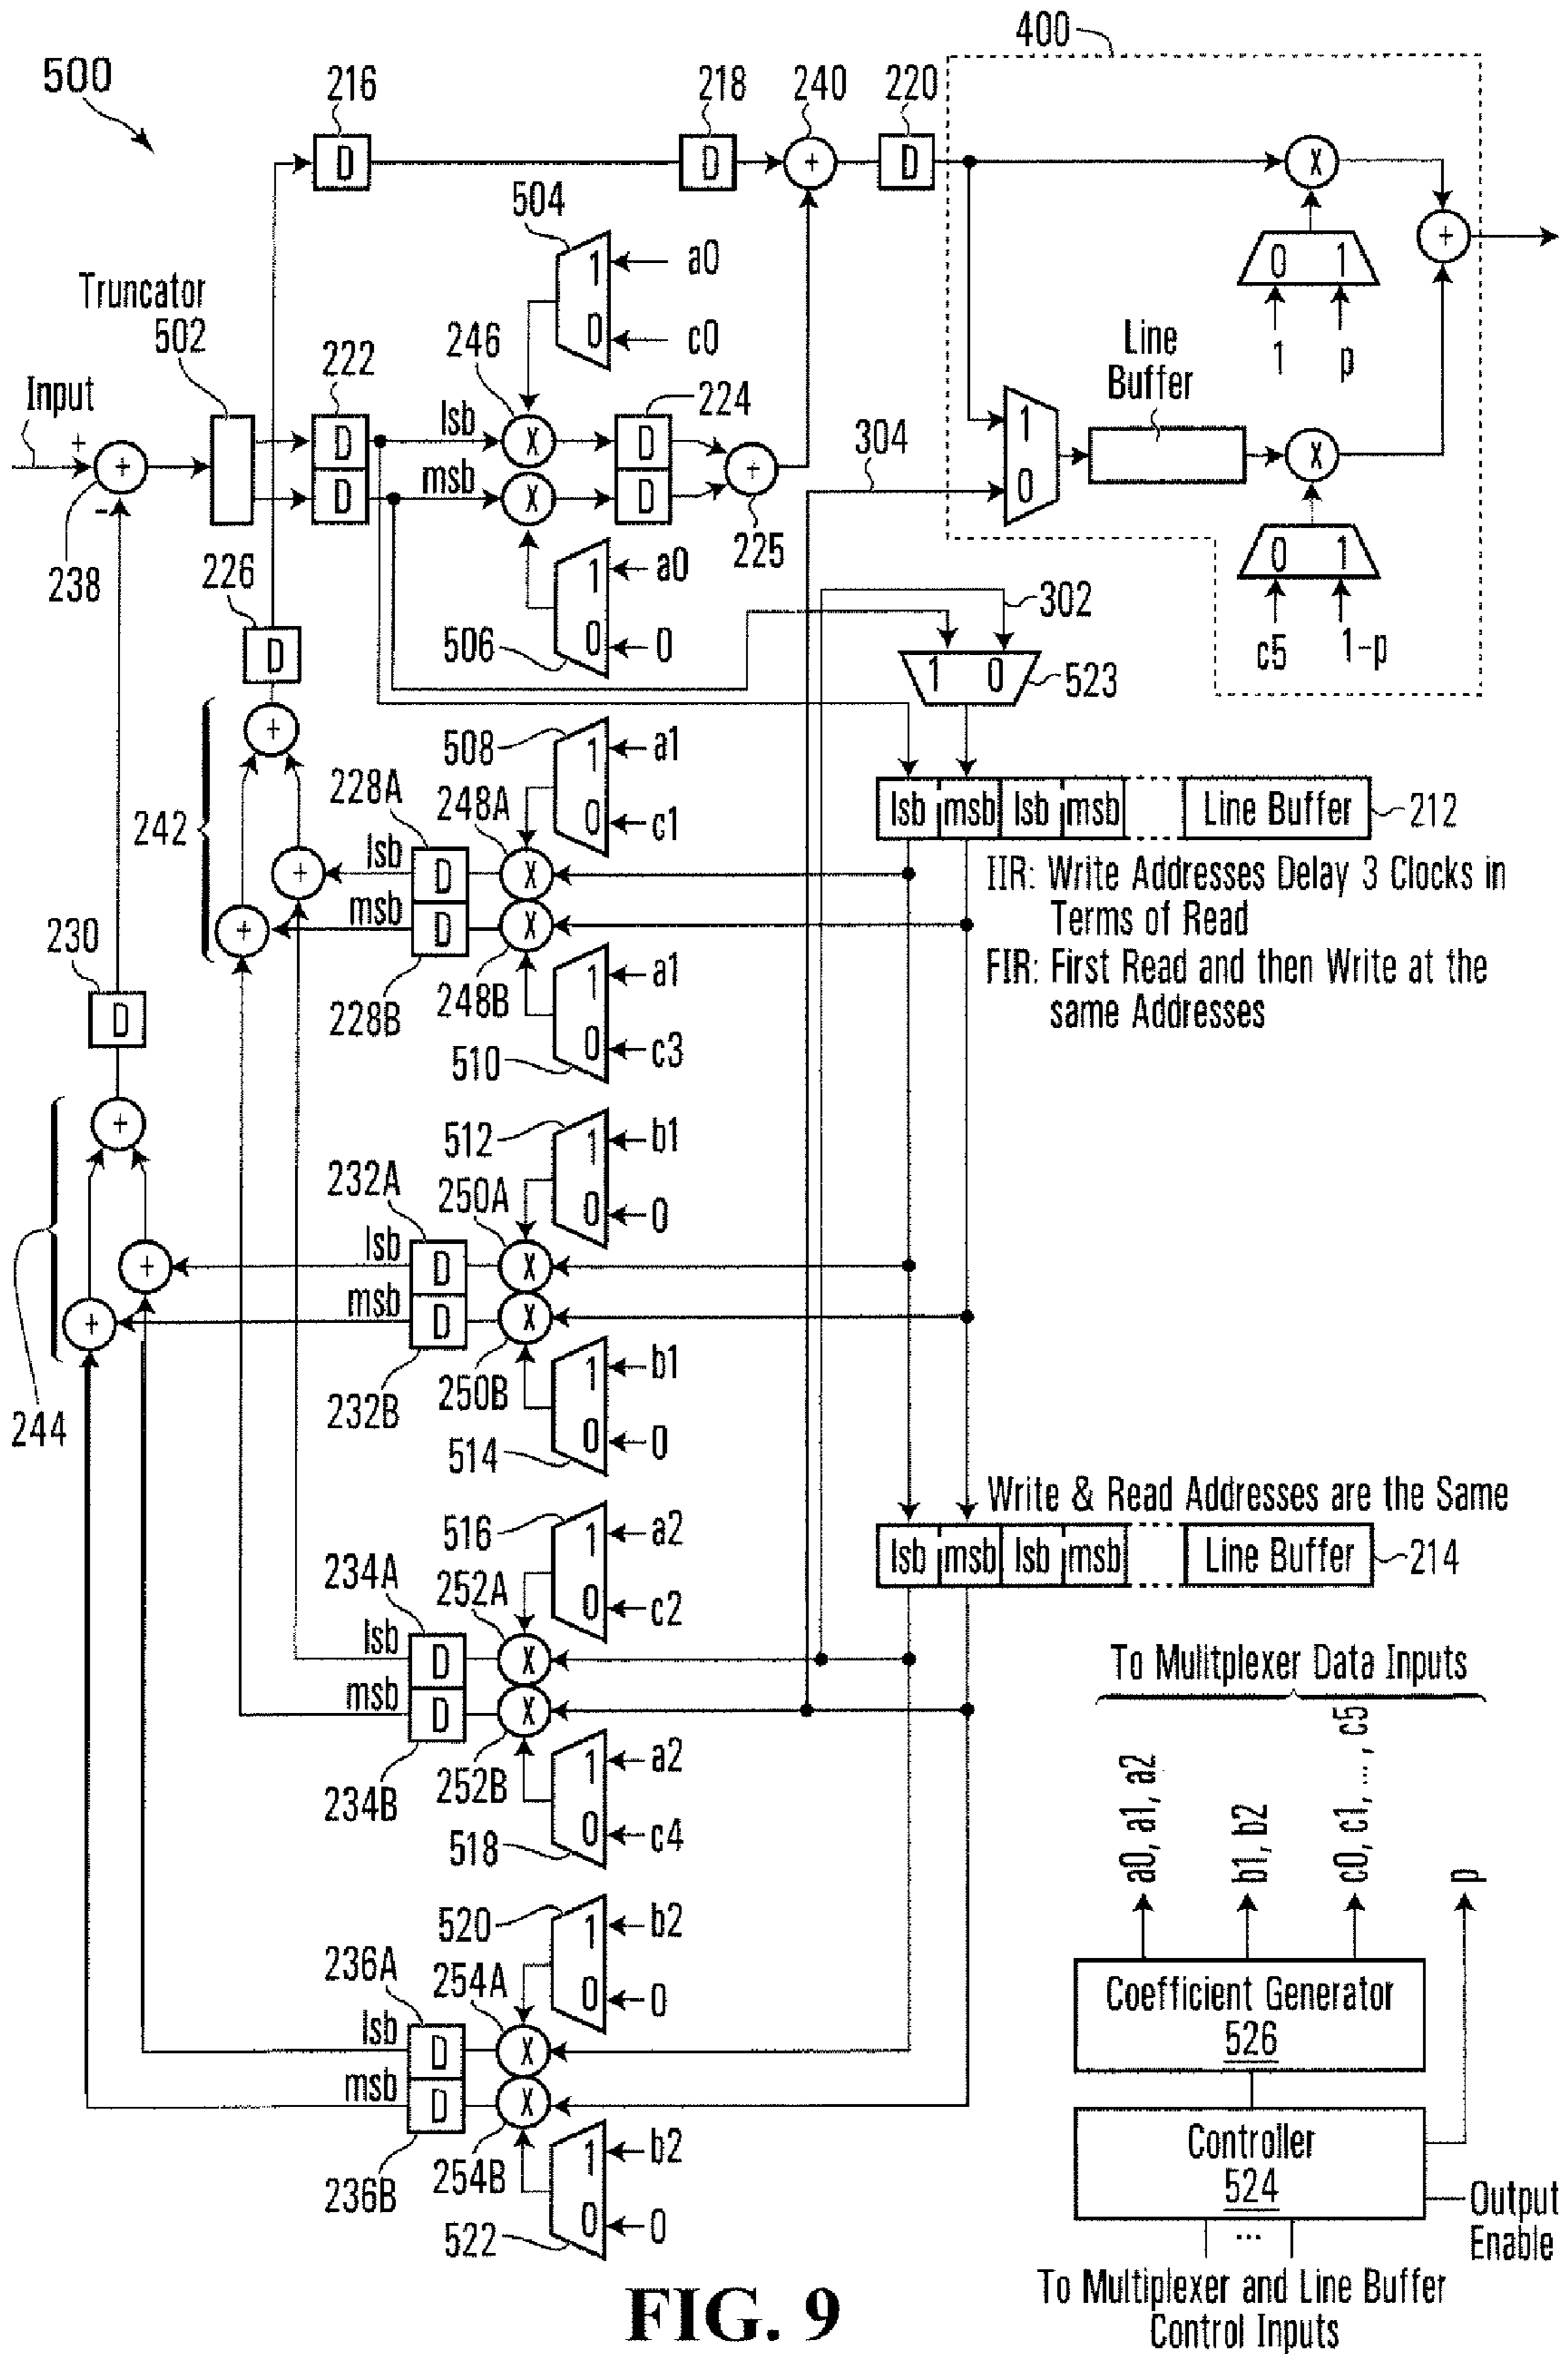 400
500
216
218
240
220
D
D
+
D
X
504
1
a0
+
Truncator
502
D
c0
0
1
246
Line
Buffer
1
p
222
Input
lsb
224
+
+
D
X
D
304
1
X
msb
+
-
D
X
D
0
238
225
0
1
226
1
a0
302
D
506
0
0
c5
1-p
1
0
523
+
508
1
a1
228A
248A
242
0
c1
lsb
msb
lsb
msb
Line Buffer
212
lsb
+
D
X
IIR: Write Addresses Delay 3 Clocks in
Terms of Read
msb
+
D
X
230
FIR: First Read and then Write at the
same Addresses
1
a1
228B
248B
D
510
0
c3
+
512
1
b1
232A
250A
0
0
244
lsb
+
D
X
msb
+
D
X
232B
250B
1
b1
514
0
0
Write & Read Addresses are the Same
516
1
a2
lsb
msb
lsb
msb
Line Buffer
214
234A
252A
0
c2
lsb
D
X
To Mulitplexer Data Inputs
msb
D
X
1
a2
234B
252B
518
0
c4
a0, a1, a2
b1, b2
c0, c1, ..., c5
p
520
1
b2
236A
254A
0
0
Coefficient Generator
526
lsb
D
X
msb
D
X
Controller
524
1
b2
236B
254B
522
0
0
Output
Enable
...
To Multiplexer and Line Buffer
Control Inputs
FIG. 9